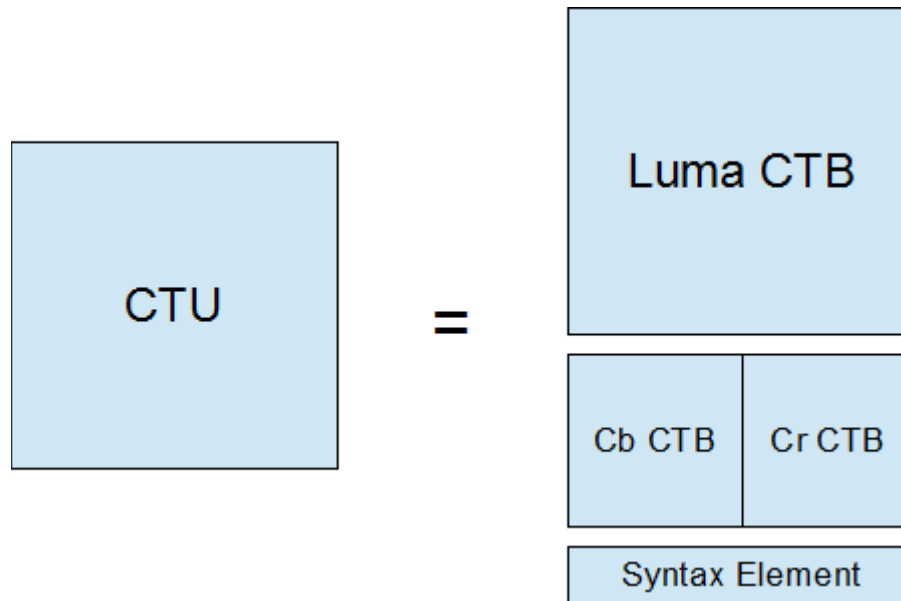 CTU
=
Luma CTB
Cb CTB
Cr CTB
Syntax Element